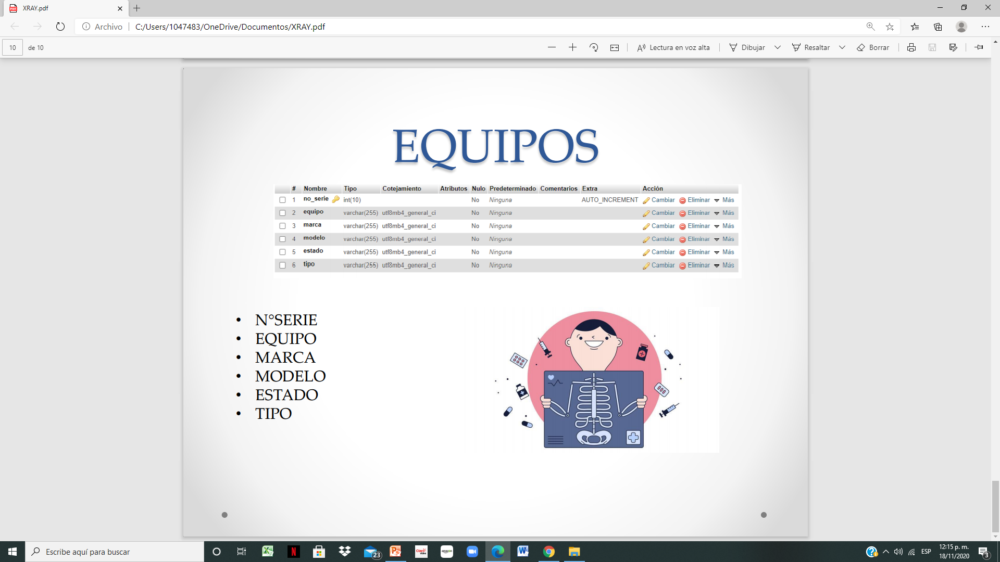 XRAY.pdf
Archivo C:/Users/1047483/OneDrive/Documentos/XRAY.pdf
10 de 10 Lectura en voz alta Dibujar Resaltar Borrar
EQUIPOS
# Nombre Tipo Cotejamiento Atributos Nulo Predeterminado Comentarios Extra Acción
1 no_serie int(10) No Ninguna AUTO_INCREMENT Cambiar Eliminar Más
2 equipo varchar(255) utf8mb4_general_ci No Ninguna Cambiar Eliminar Más
3 marca varchar(255) utf8mb4_general_ci No Ninguna Cambiar Eliminar Más
4 modelo varchar(255) utf8mb4_general_ci No Ninguna Cambiar Eliminar Más
5 estado varchar(255) utf8mb4_general_ci No Ninguna Cambiar Eliminar Más
6 tipo varchar(255) utf8mb4_general_ci No Ninguna Cambiar Eliminar Más
• N°SERIE
• EQUIPO
• MARCA
• MODELO
• ESTADO
• TIPO
Escribe aquí para buscar 23 Claro video amazon ESP 12:15 p. m.
18/11/2020 3